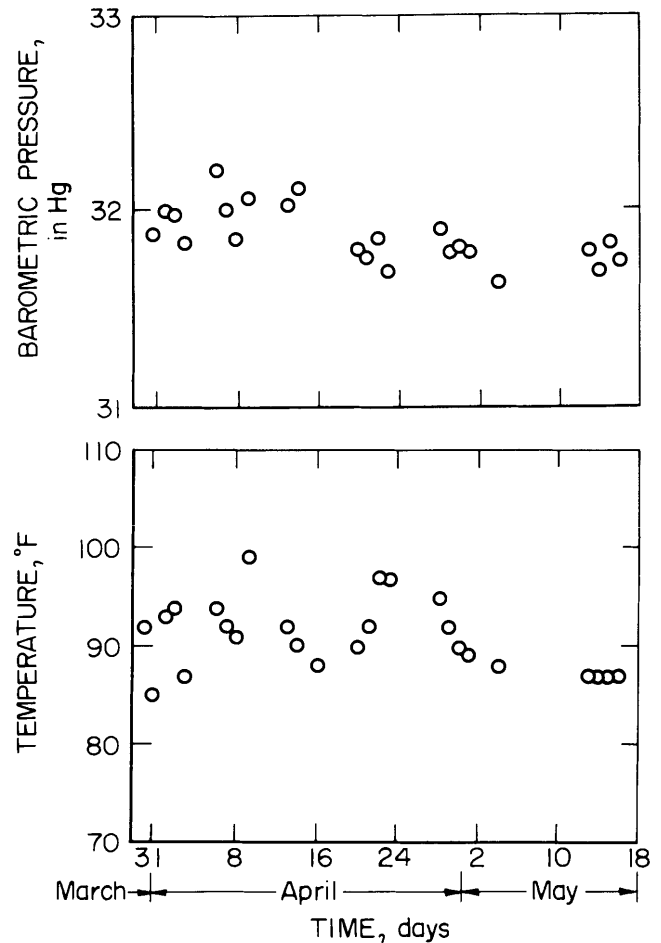 33
32
31
BAROMETRIC PRESSURE,
in Hg
110
100
90
80
70
TEMPERATURE, °F
31 8 16 24 2 10 18
March April May
TIME, days